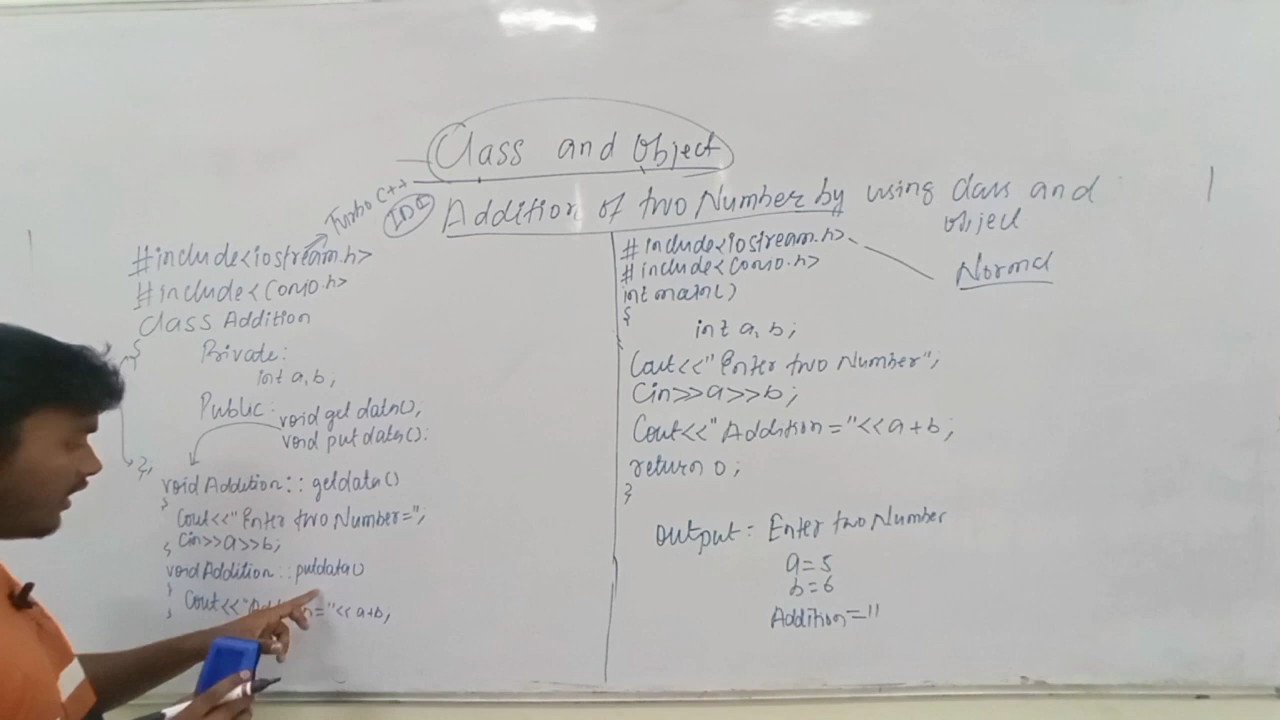 Class and Object
Addition of two Number by using class and
object
Turbo C++
IDE
#include<iostream.h>
#include<conio.h>
Class Addition
{
Private:
int a,b,
Public:
void getdata(),
void putdata():
},
void Addition::getdata()
{
Cout<<"Enter two Number=";
Cin>>a>>b;
}
void Addition::putdata()
{
Cout<<"Addition="<<a+b;
}
#include<iostream.h>
#include<conio.h>
int main()
{
int a, b;
Cout<<"Enter two Number";
Cin>>a>>b;
Cout<<"Addition="<<a+b;
return 0;
}
Normal
output: Enter two Number
a=5
b=6
Addition=11